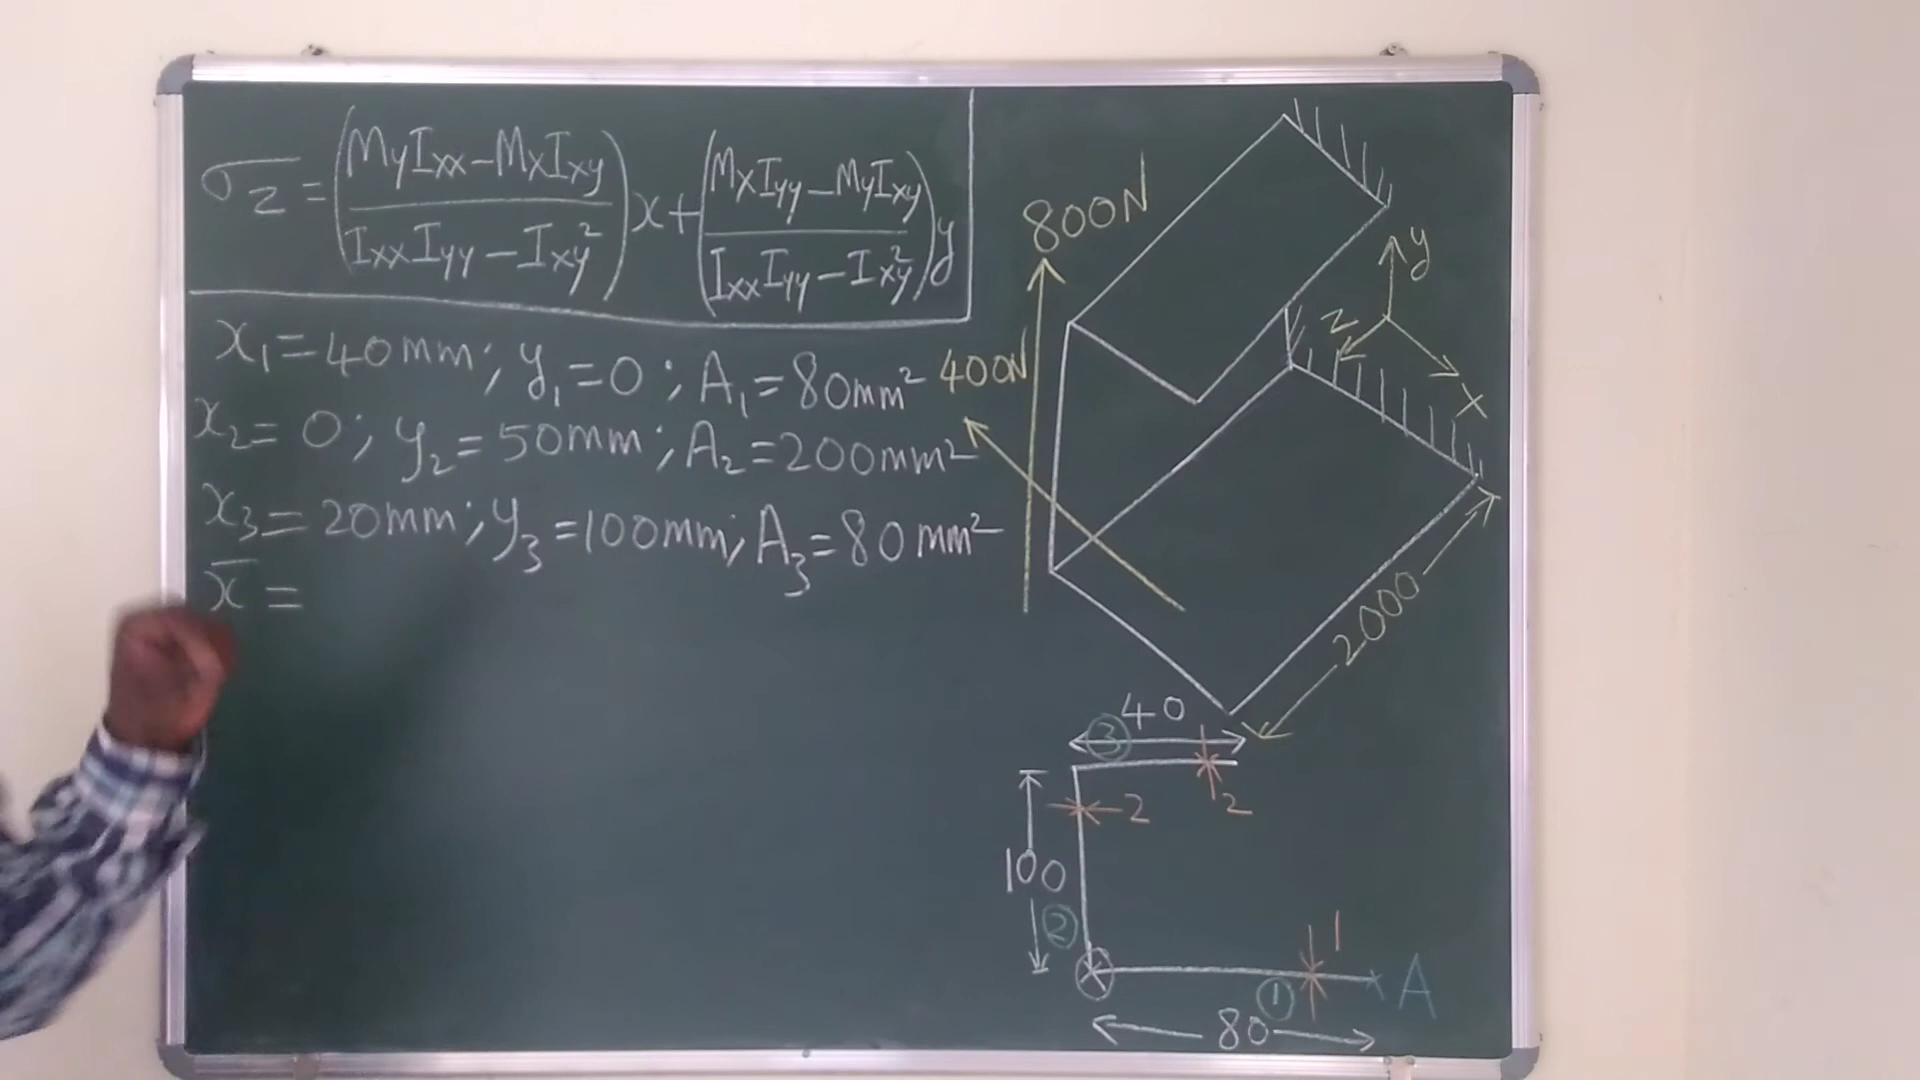 σz = (MyIxx - MxIxy / IxxIyy - Ixy²) x + (MxIyy - MyIxy / IxxIyy - Ixy²) y
x₁ = 40mm; y₁ = 0; A₁ = 80mm²
x₂ = 0; y₂ = 50mm; A₂ = 200mm²
x₃ = 20mm; y₃ = 100mm; A₃ = 80mm²
x̄ =
800N
400N
y
z
x
2000
40
③
2
2
100
②
1
A
①
80